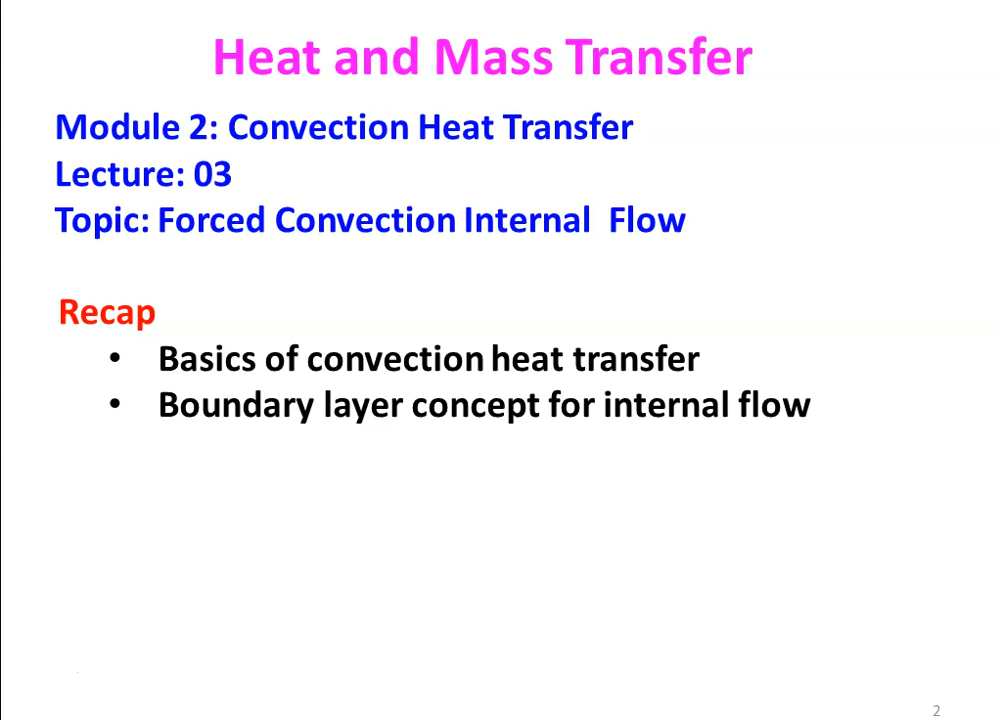 Heat and Mass Transfer
Module 2: Convection Heat Transfer
Lecture: 03
Topic: Forced Convection Internal Flow
Recap
• Basics of convection heat transfer
• Boundary layer concept for internal flow
2